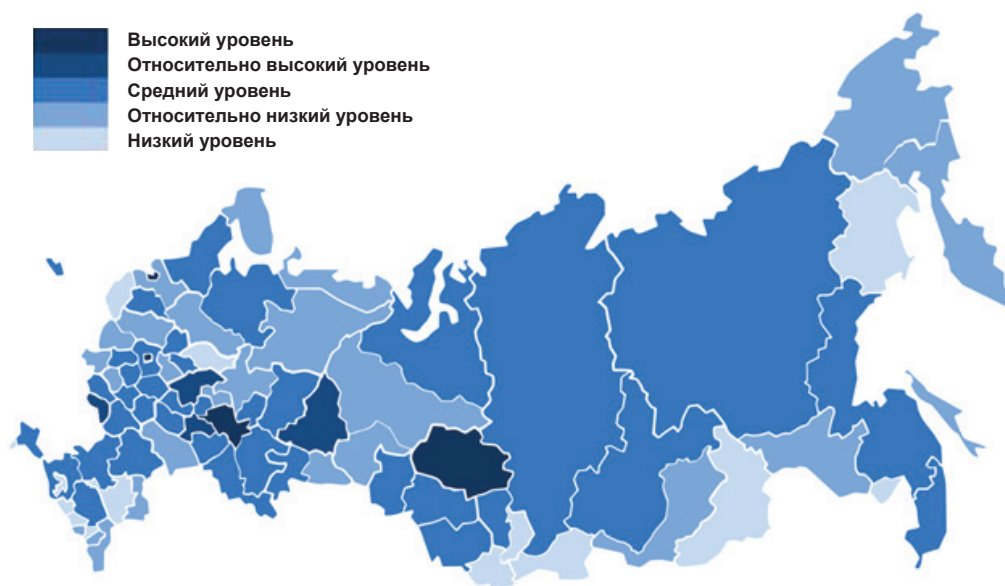 Высокий уровень
Относительно высокий уровень
Средний уровень
Относительно низкий уровень
Низкий уровень